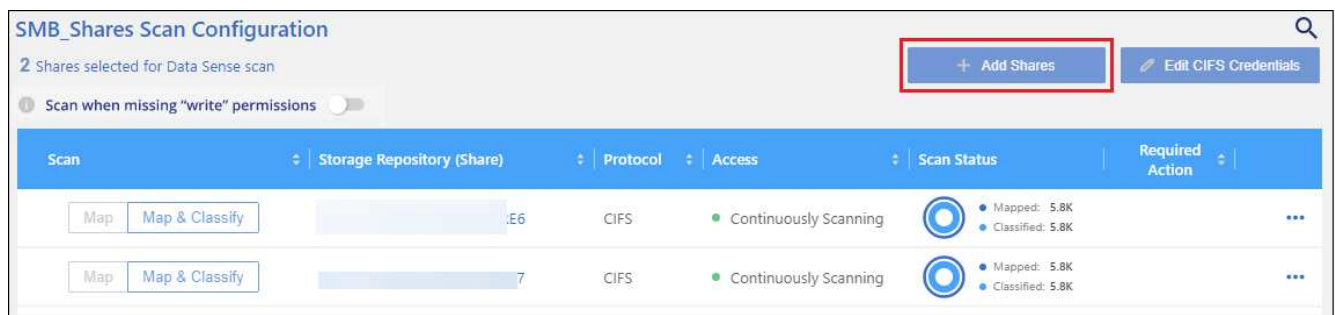 SMB_Shares Scan Configuration
2 Shares selected for Data Sense scan
+ Add Shares
Edit CIFS Credentials
Scan when missing "write" permissions
Scan Storage Repository (Share) Protocol Access Scan Status Required Action
Map Map & Classify CIFS Continuously Scanning Mapped: 5.8K
Classified: 5.8K
Map Map & Classify 7 CIFS Continuously Scanning Mapped: 5.8K
Classified: 5.8K